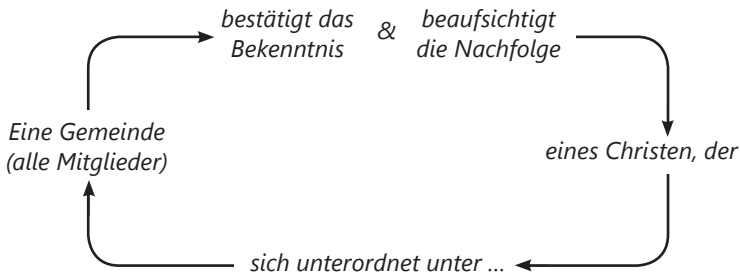 bestätigt das
Bekenntnis
&
beaufsichtigt
die Nachfolge
eines Christen, der
sich unterordnet unter ...
Eine Gemeinde
(alle Mitglieder)